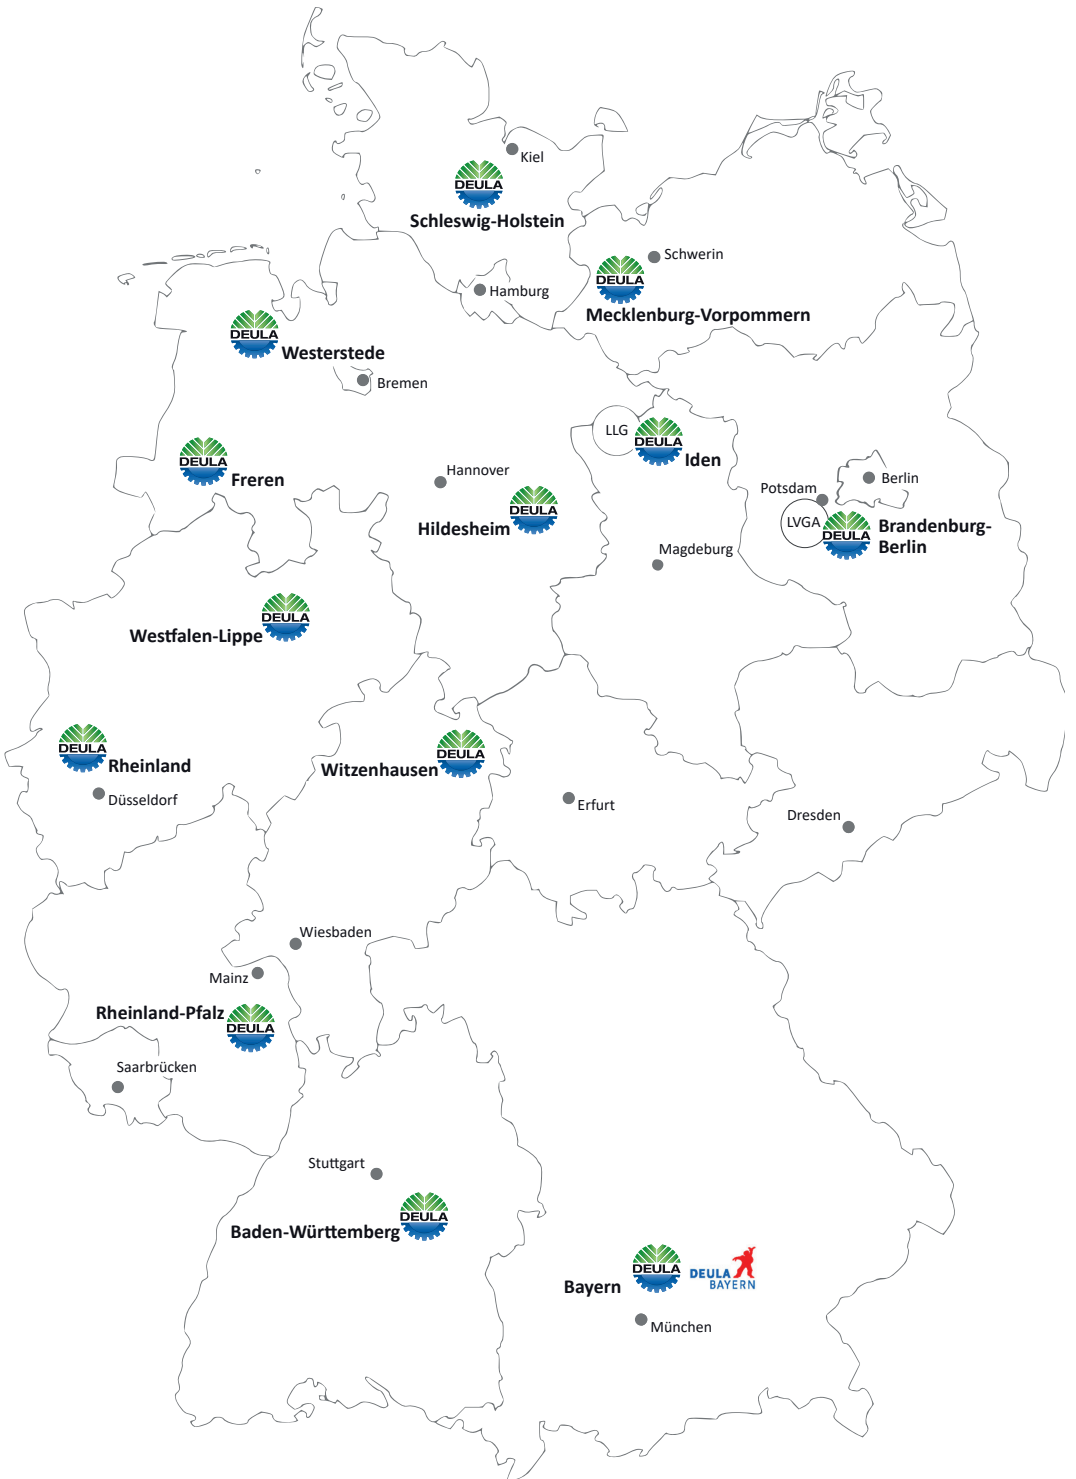 Kiel
DEULA
Schleswig-Holstein
Schwerin
DEULA
Hamburg
Mecklenburg-Vorpommern
DEULA
Westerstede
Bremen
LLG
DEULA
Iden
DEULA
Freren
Hannover
Berlin
Potsdam
DEULA
Hildesheim
LVGA
DEULA
Brandenburg-
Berlin
Magdeburg
DEULA
Westfalen-Lippe
DEULA
Rheinland
DEULA
Witzenhausen
Düsseldorf
Erfurt
Dresden
Wiesbaden
Mainz
Rheinland-Pfalz
DEULA
Saarbrücken
Stuttgart
DEULA
Baden-Württemberg
DEULA
Bayern
DEULA
BAYERN
München